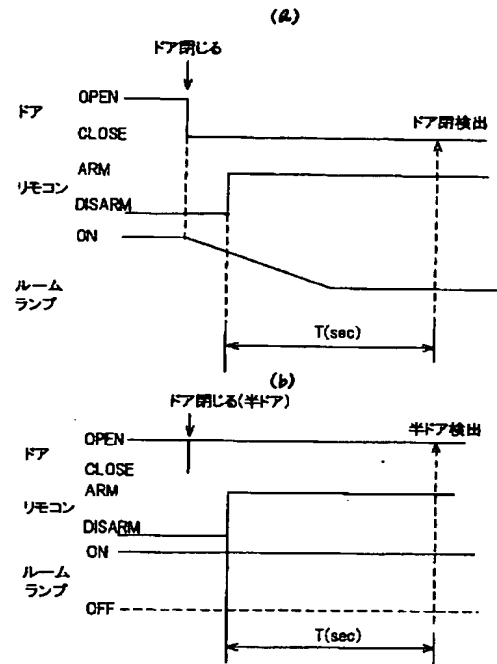 (a)
ドア閉じる
ドア
OPEN
CLOSE
ドア閉検出
ARM
リモコン
DISARM
ON
ルーム
ランプ
T(sec)
(b)
ドア閉じる(半ドア)
ドア
OPEN
半ドア検出
CLOSE
ARM
リモコン
DISARM
ON
ルーム
ランプ
OFF
T(sec)